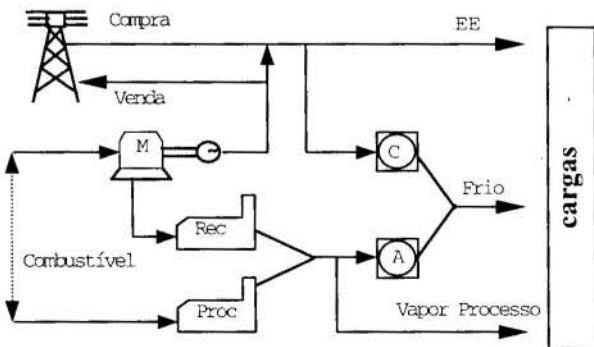 Compra
EE
Venda
M
C
Frio
Rec
A
Combustível
Proc
Vapor Processo
cargas